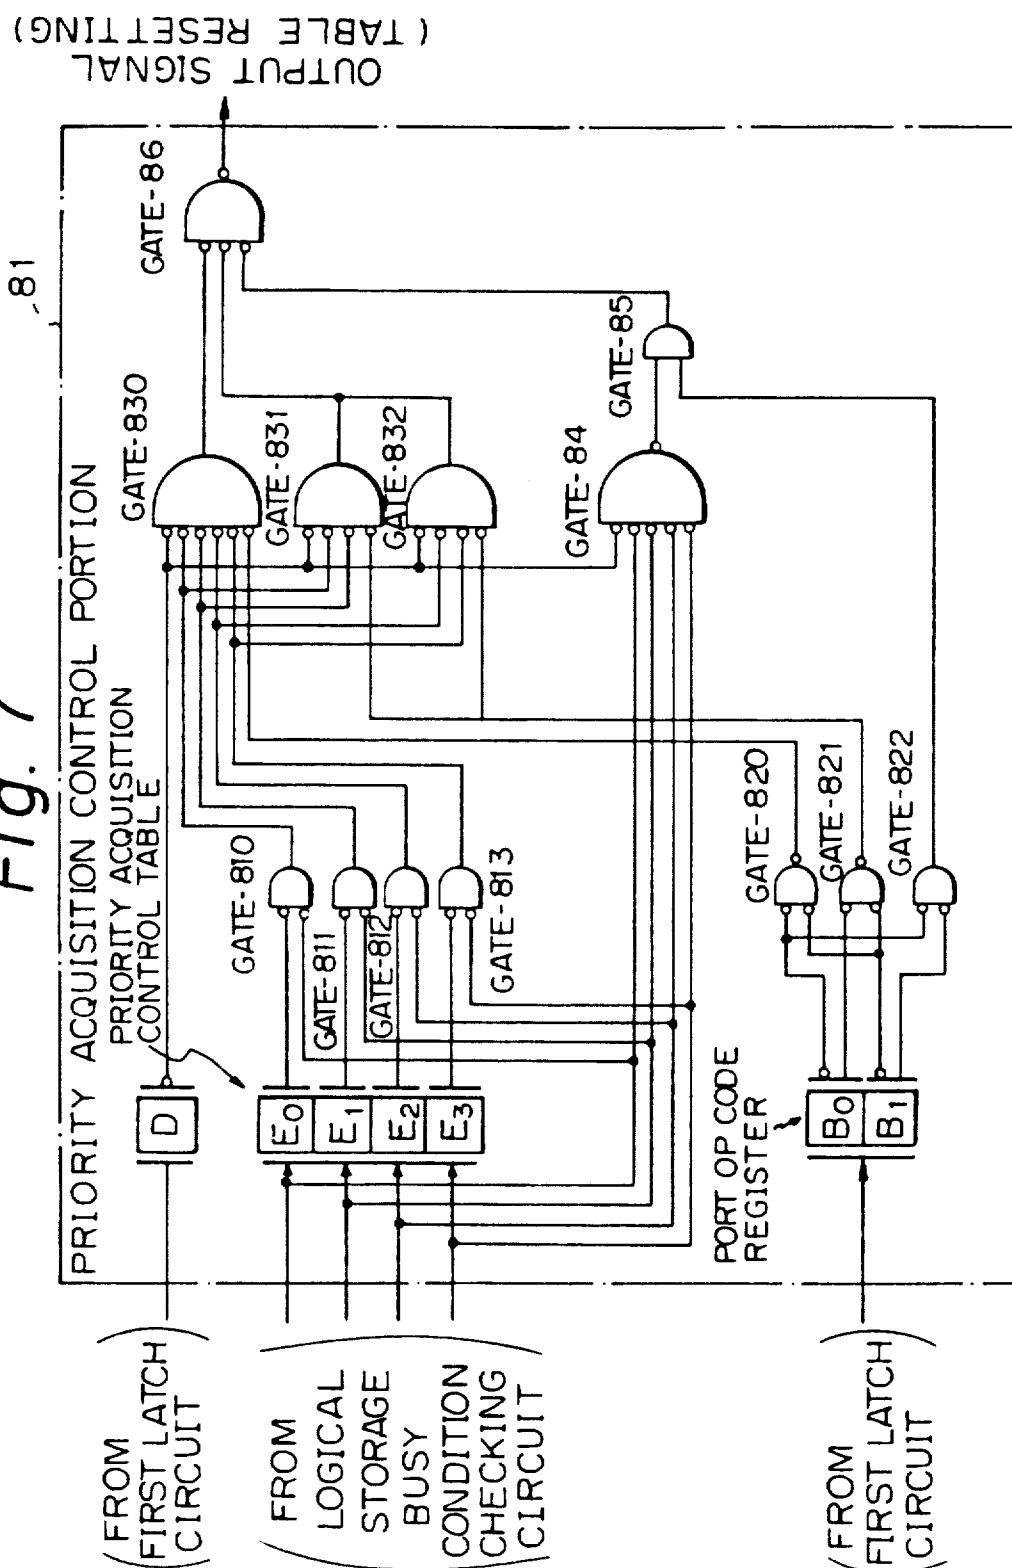 Fig. 7
81
PRIORITY ACQUISITION CONTROL PORTION
PRIORITY ACQUISITION
CONTROL TABLE
(FROM
FIRST LATCH
CIRCUIT)
D
(FROM
LOGICAL
STORAGE
BUSY
CONDITION
CHECKING
CIRCUIT)
E0
E1
E2
E3
GATE-810
GATE-811
GATE-812
GATE-813
GATE-830
GATE-831
GATE-832
GATE-84
GATE-85
GATE-86
OUTPUT SIGNAL
(TABLE RESETTING)
(FROM
FIRST LATCH
CIRCUIT)
PORT OP CODE
REGISTER
B0
B1
GATE-820
GATE-821
GATE-822